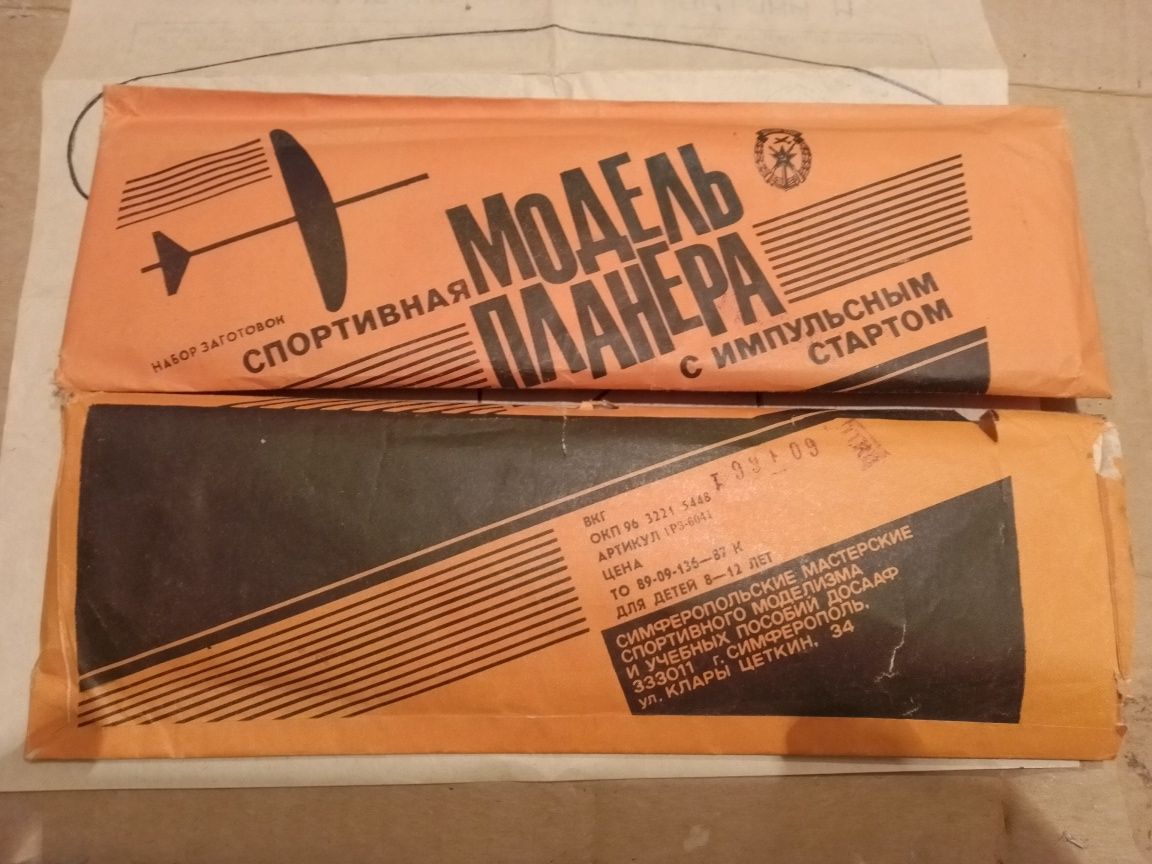 НАБОР ЗАГОТОВОК
СПОРТИВНАЯ
МОДЕЛЬ
ПЛАНЕРА
С ИМПУЛЬСНЫМ
СТАРТОМ
ВКГ
ОКП 96 3221 5448
АРТИКУЛ
ЦЕНА
ТО 89-09-136—87 К
ДЛЯ ДЕТЕЙ 8—12 ЛЕТ
СИМФЕРОПОЛЬСКИЕ МАСТЕРСКИЕ
СПОРТИВНОГО МОДЕЛИЗМА
И УЧЕБНЫХ ПОСОБИЙ ДОСААФ
333011 г. СИМФЕРОПОЛЬ,
ул. КЛАРЫ ЦЕТКИН, 34